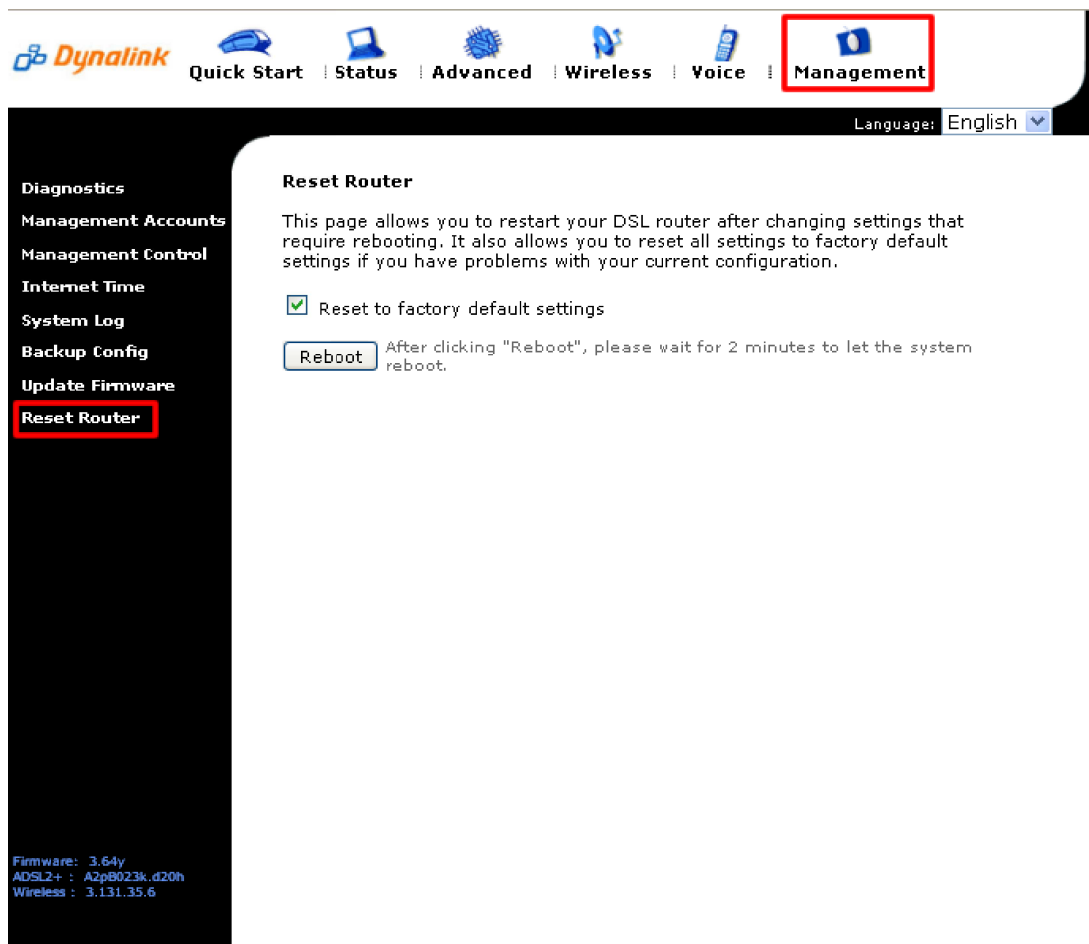 Dynalink
Quick Start | Status | Advanced | Wireless | Voice | Management
Language: English
Diagnostics
Management Accounts
Management Control
Internet Time
System Log
Backup Config
Update Firmware
Reset Router
Reset Router
This page allows you to restart your DSL router after changing settings that
require rebooting. It also allows you to reset all settings to factory default
settings if you have problems with your current configuration.
Reset to factory default settings
Reboot
After clicking "Reboot", please wait for 2 minutes to let the system
reboot.
Firmware: 3.64y
ADSL2+ : A2pB023k.d20h
Wireless : 3.131.35.6